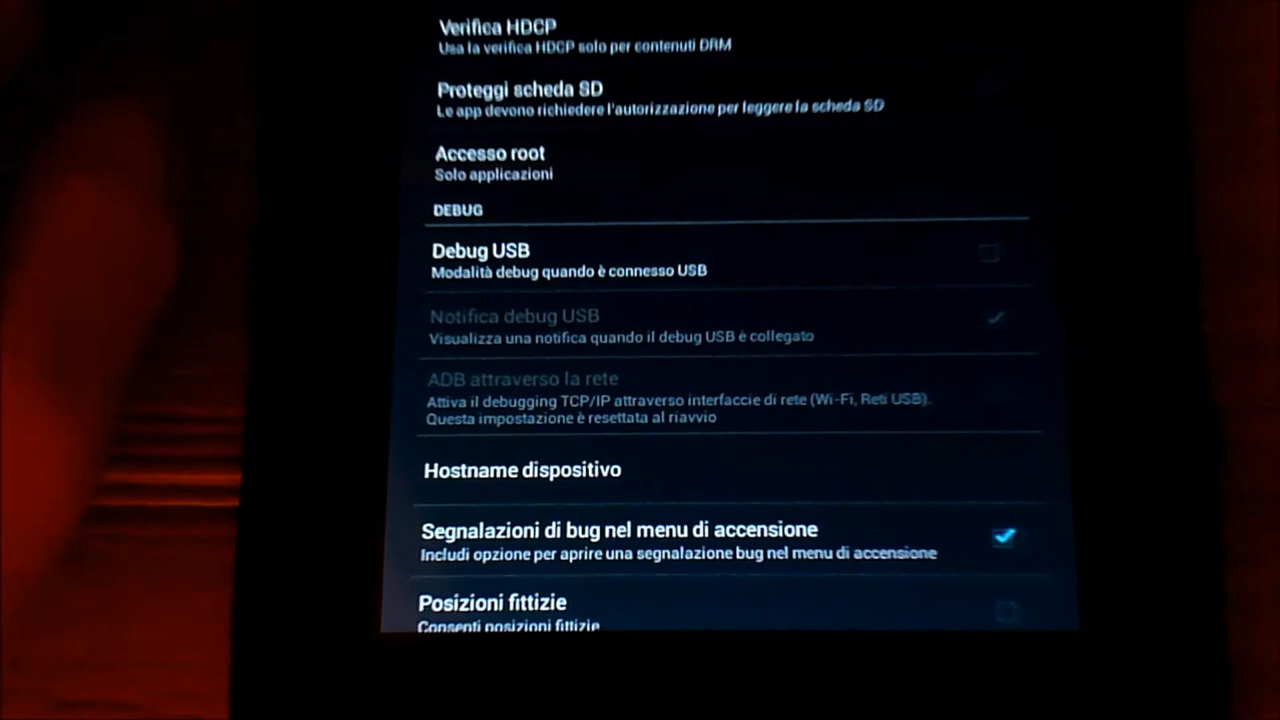 Verifica HDCP
Usa la verifica HDCP solo per contenuti DRM
Proteggi scheda SD
Le app devono richiedere l'autorizzazione per leggere la scheda SD
Accesso root
Solo applicazioni
DEBUG
Debug USB
Modalità debug quando è connesso USB
Notifica debug USB
Visualizza una notifica quando il debug USB è collegato
ADB attraverso la rete
Attiva il debugging TCP/IP attraverso interfaccie di rete (Wi-Fi, Reti USB).
Questa impostazione è resettata al riavvio
Hostname dispositivo
Segnalazioni di bug nel menu di accensione
Includi opzione per aprire una segnalazione bug nel menu di accensione
Posizioni fittizie
Consenti posizioni fittizie